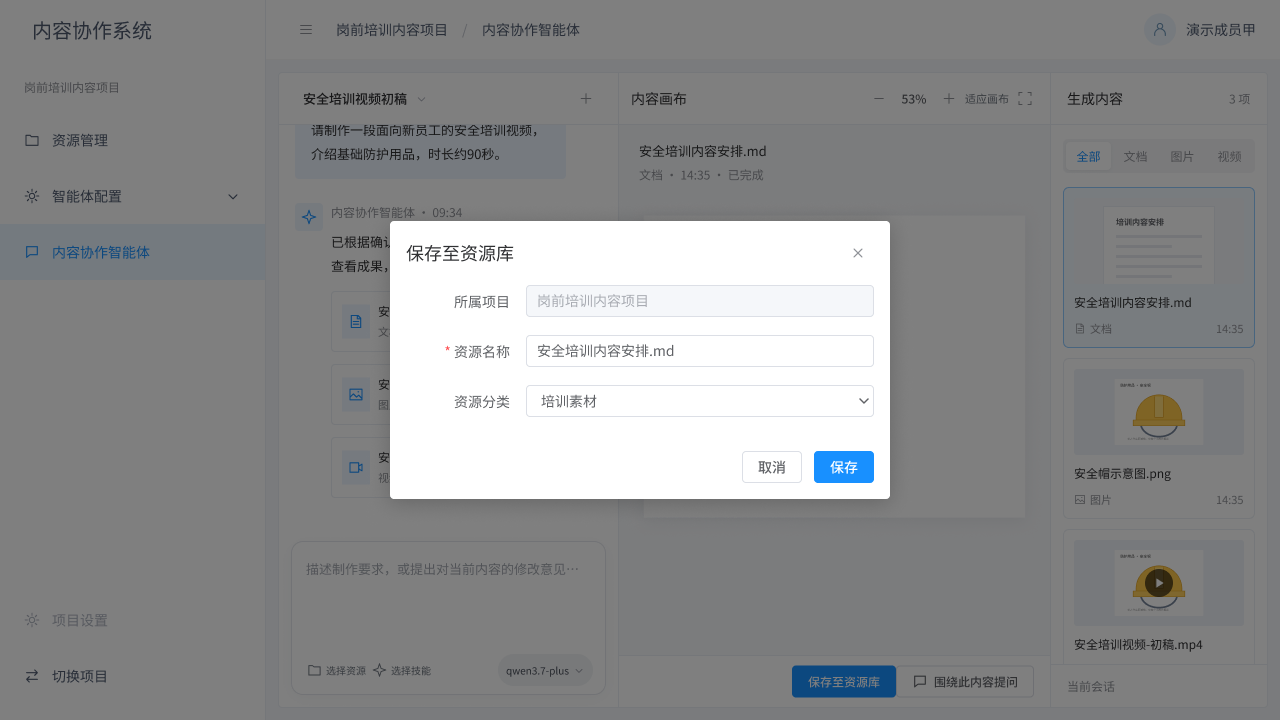 内容协作系统
岗前培训内容项目
资源管理
智能体配置
内容协作智能体
项目设置
切换项目
岗前培训内容项目 / 内容协作智能体
演示成员甲
安全培训视频初稿
请制作一段面向新员工的安全培训视频，
介绍基础防护用品，时长约90秒。
内容协作智能体 · 09:34
已根据确认
查看成果，
安
文
安
图
安
视
描述制作要求，或提出对当前内容的修改意见…
选择资源
选择技能
qwen3.7-plus
内容画布
53%
适应画布
安全培训内容安排.md
文档 · 14:35 · 已完成
保存至资源库
围绕此内容提问
保存至资源库
所属项目
岗前培训内容项目
* 资源名称
安全培训内容安排.md
资源分类
培训素材
取消
保存
生成内容
3 项
全部
文档
图片
视频
培训内容安排
安全培训内容安排.md
文档
14:35
安全帽示意图.png
图片
14:35
安全培训视频-初稿.mp4
当前会话